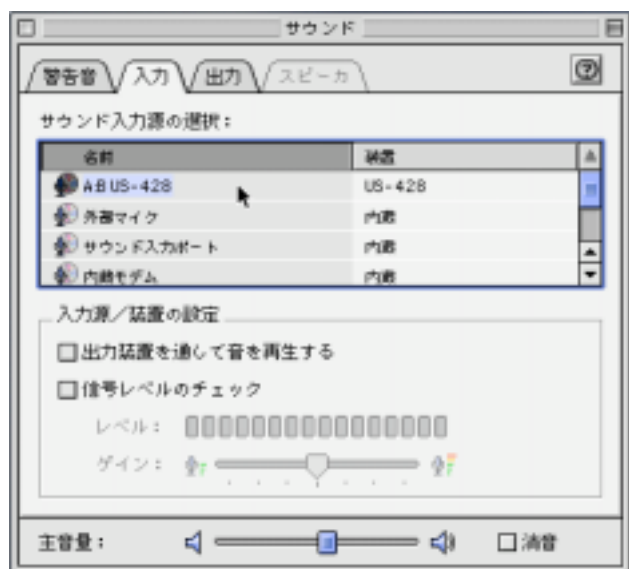 サウンド
警告音 入力 出力 スピーカ
サウンド入力源の選択：
名前 装置
A:B US-428 US-428
外部マイク 内蔵
サウンド入力ポート 内蔵
内蔵モデム 内蔵
入力源／装置の設定
出力装置を通して音を再生する
信号レベルのチェック
レベル：
ゲイン：
主音量： 消音